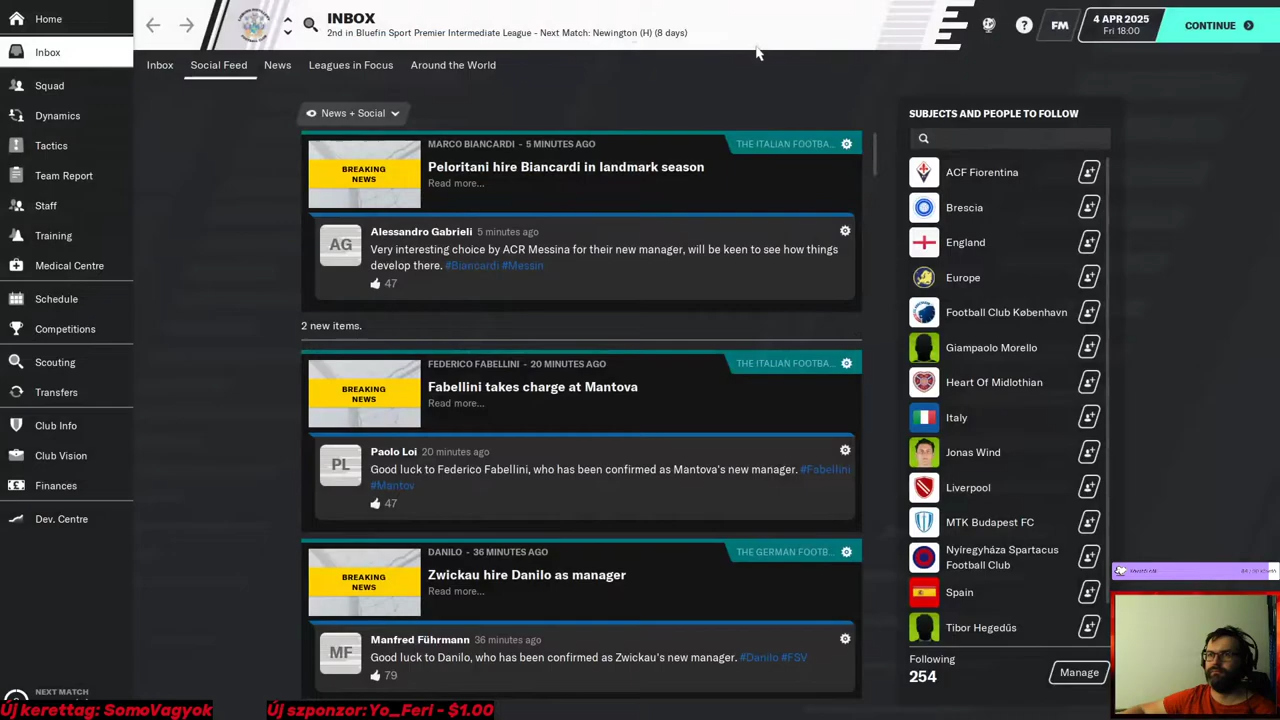 Home
INBOX
2nd in Bluefin Sport Premier Intermediate League - Next Match: Newington (H) (8 days)
FM
4 APR 2025
Fri 18:00
CONTINUE
Inbox
Squad
Dynamics
Tactics
Team Report
Staff
Training
Medical Centre
Schedule
Competitions
Scouting
Transfers
Club Info
Club Vision
Finances
Dev. Centre
NEXT MATCH
Inbox
Social Feed
News
Leagues in Focus
Around the World
News + Social
BREAKING NEWS
MARCO BIANCARDI - 5 MINUTES AGO
THE ITALIAN FOOTBA...
Peloritani hire Biancardi in landmark season
Read more...
AG
Alessandro Gabrieli 5 minutes ago
Very interesting choice by ACR Messina for their new manager, will be keen to see how things
develop there. #Biancardi #Messin
47
2 new items.
BREAKING NEWS
FEDERICO FABELLINI - 20 MINUTES AGO
THE ITALIAN FOOTBA...
Fabellini takes charge at Mantova
Read more...
PL
Paolo Loi 20 minutes ago
Good luck to Federico Fabellini, who has been confirmed as Mantova's new manager. #Fabellini
#Mantov
47
BREAKING NEWS
DANILO - 36 MINUTES AGO
THE GERMAN FOOTB...
Zwickau hire Danilo as manager
Read more...
MF
Manfred Führmann 36 minutes ago
Good luck to Danilo, who has been confirmed as Zwickau's new manager. #Danilo #FSV
79
SUBJECTS AND PEOPLE TO FOLLOW
ACF Fiorentina
Brescia
England
Europe
Football Club København
Giampaolo Morello
Heart Of Midlothian
Italy
Jonas Wind
Liverpool
MTK Budapest FC
Nyíregyháza Spartacus
Football Club
Spain
Tibor Hegedűs
Following
254
Manage
Új kerettag: SomoVagyok
Új szponzor: Yo_Feri - $1.00